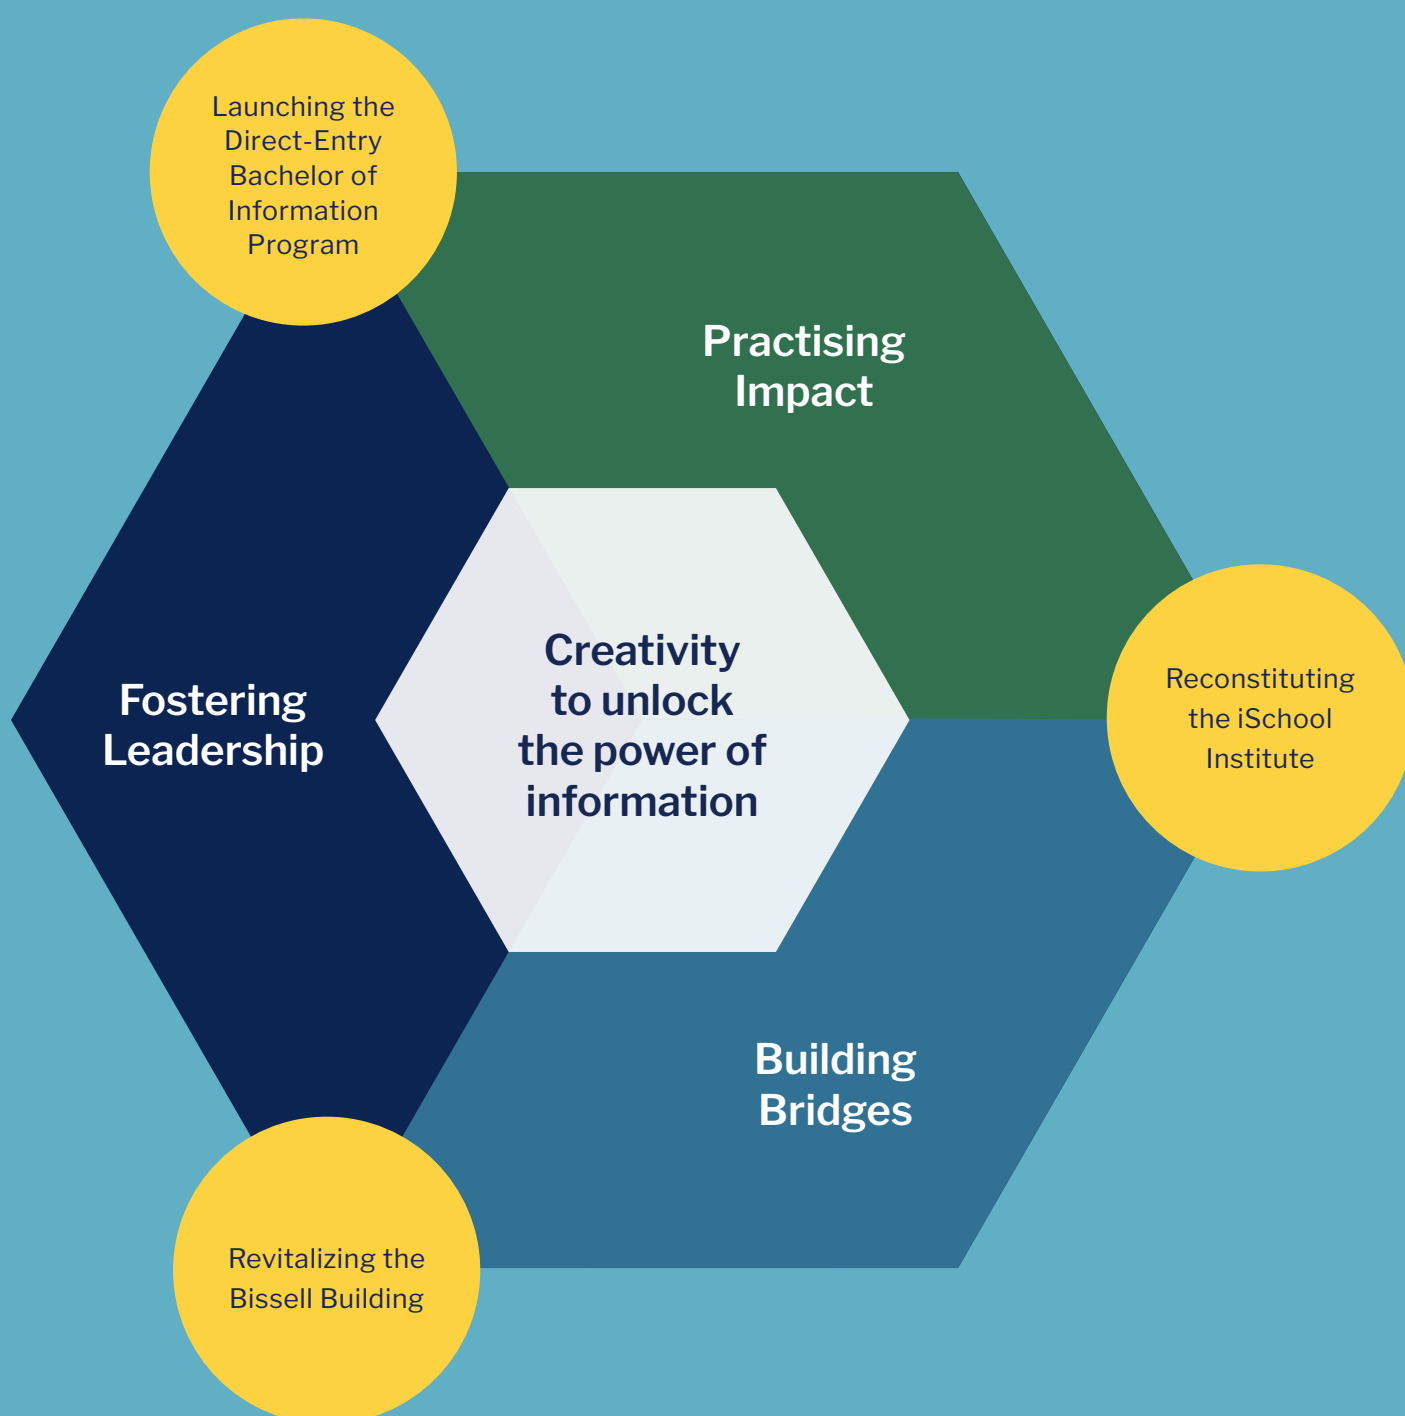 Launching the
Direct-Entry
Bachelor of
Information
Program
Practising
Impact
Fostering
Leadership
Creativity
to unlock
the power of
information
Reconstituting
the iSchool
Institute
Building
Bridges
Revitalizing the
Bissell Building